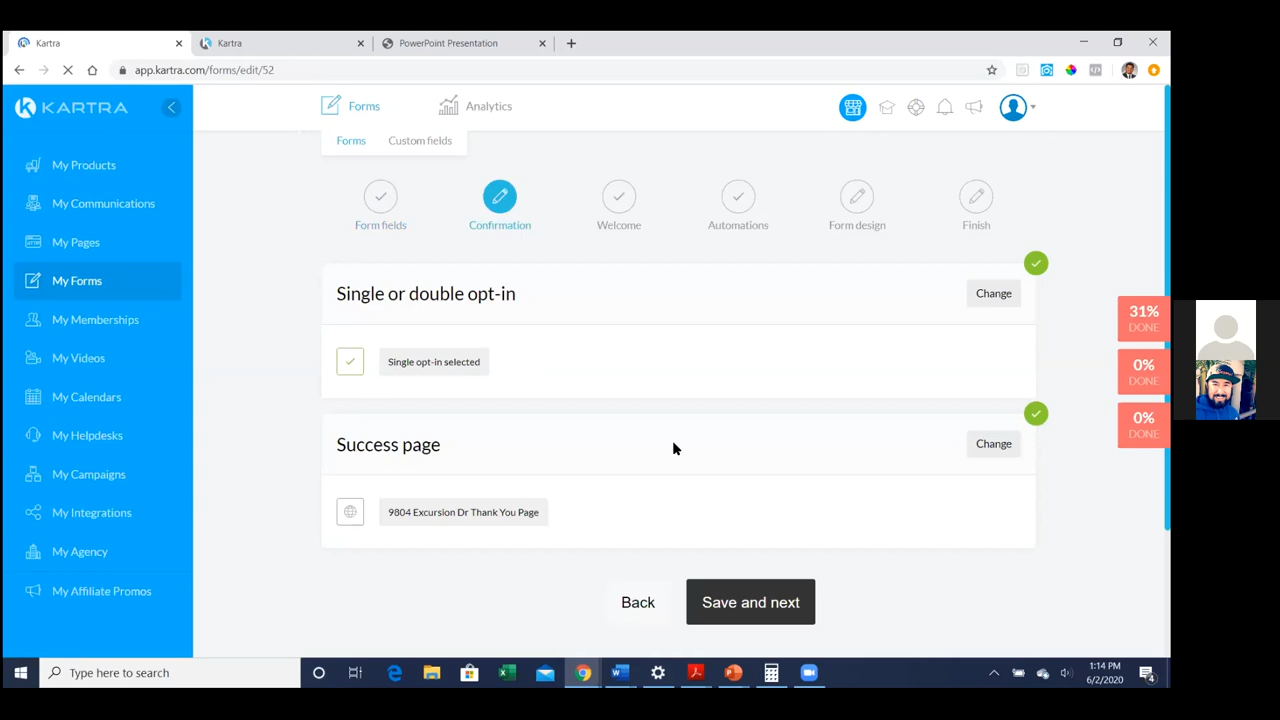 Kartra
Kartra
PowerPoint Presentation
app.kartra.com/forms/edit/52
KARTRA
Forms
Analytics
Forms
Custom fields
My Products
My Communications
My Pages
My Forms
My Memberships
My Videos
My Calendars
My Helpdesks
My Campaigns
My Integrations
My Agency
My Affiliate Promos
Form fields
Confirmation
Welcome
Automations
Form design
Finish
Single or double opt-in
Change
Single opt-in selected
Success page
Change
9804 Excursion Dr Thank You Page
Back
Save and next
31%
DONE
0%
DONE
0%
DONE
Type here to search
1:14 PM
6/2/2020
4